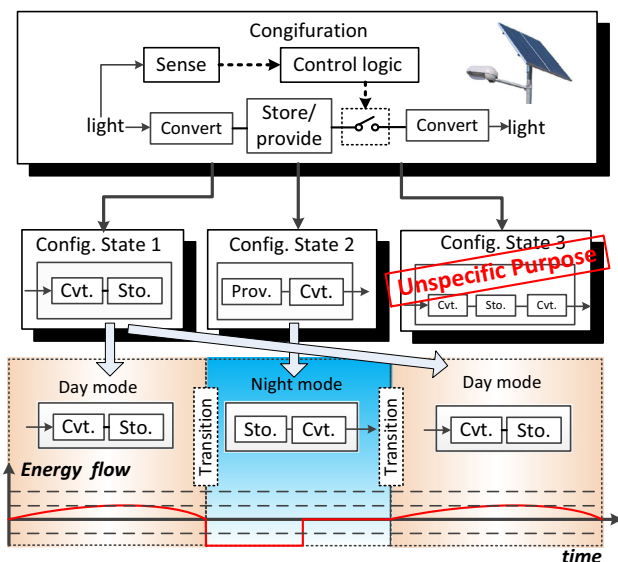 Congifuration
Sense
Control logic
light
Convert
Store/
provide
Convert
light
Config. State 1
Cvt.
Sto.
Config. State 2
Prov.
Cvt.
Config. State 3
Unspecific Purpose
Cvt.
Sto.
Cvt.
Day mode
Cvt.
Sto.
Transition
Night mode
Sto.
Cvt.
Transition
Day mode
Cvt.
Sto.
Energy flow
time